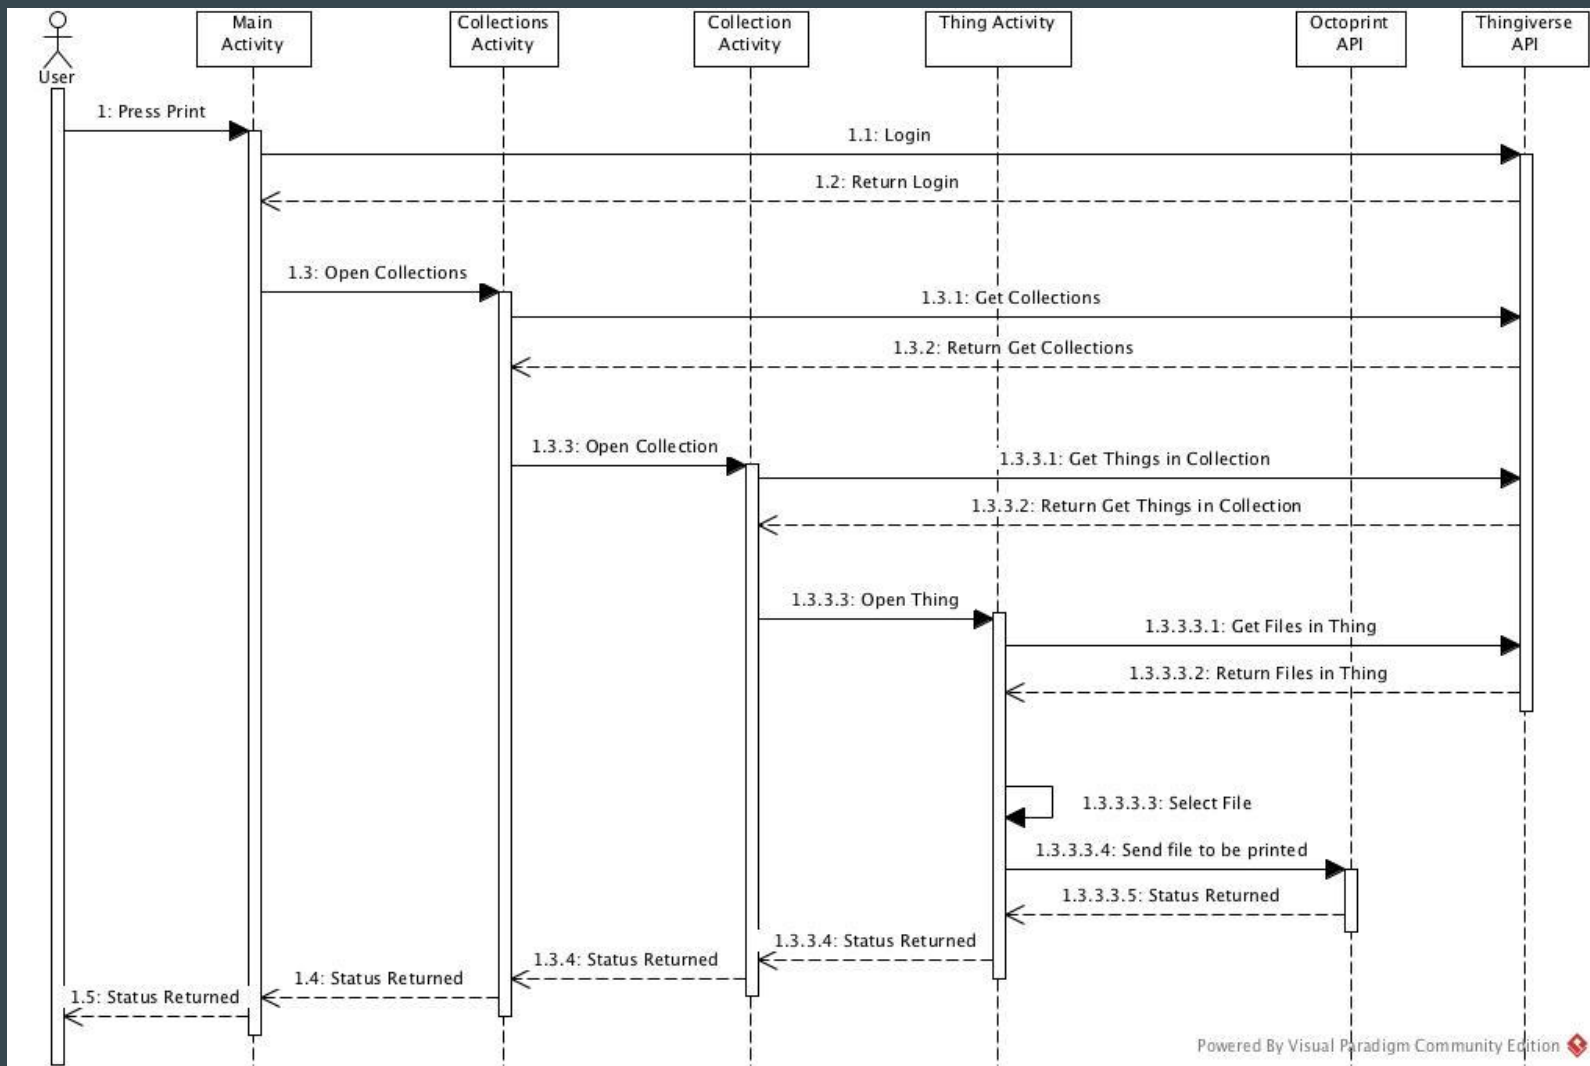 User
Main
Activity
Collections
Activity
Collection
Activity
Thing Activity
Octoprint
API
Thingiverse
API
1: Press Print
1.1: Login
1.2: Return Login
1.3: Open Collections
1.3.1: Get Collections
1.3.2: Return Get Collections
1.3.3: Open Collection
1.3.3.1: Get Things in Collection
1.3.3.2: Return Get Things in Collection
1.3.3.3: Open Thing
1.3.3.3.1: Get Files in Thing
1.3.3.3.2: Return Files in Thing
1.3.3.3.3: Select File
1.3.3.3.4: Send file to be printed
1.3.3.3.5: Status Returned
1.3.3.4: Status Returned
1.3.4: Status Returned
1.4: Status Returned
1.5: Status Returned
Powered By Visual Paradigm Community Edition